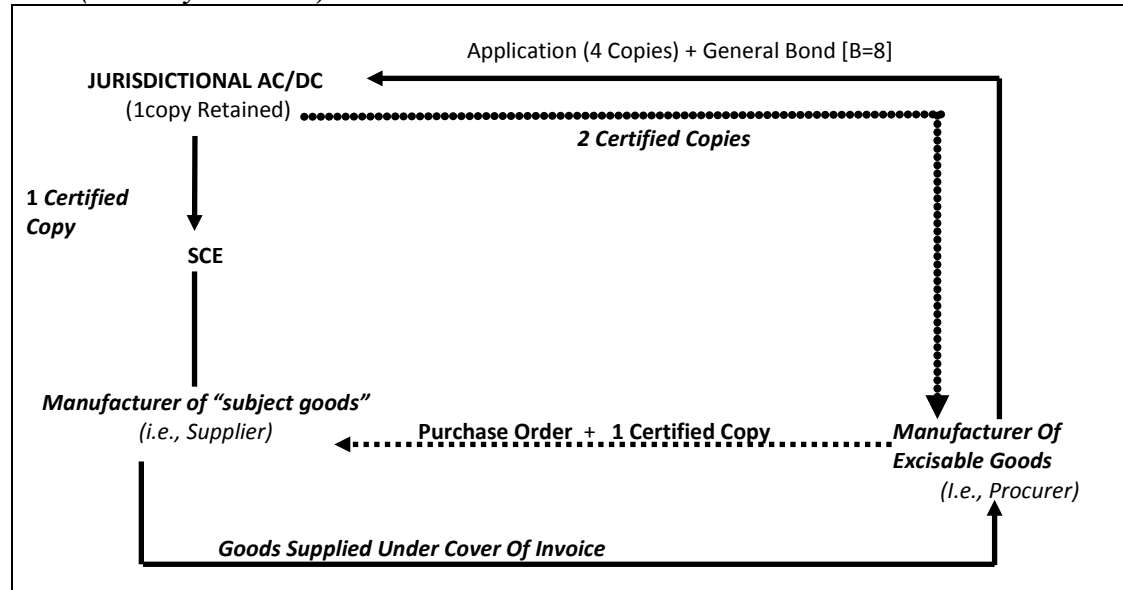 Application (4 Copies) + General Bond [B=8]
JURISDICTIONAL AC/DC
(1copy Retained)
2 Certified Copies
1 Certified
Copy
SCE
Manufacturer of “subject goods”
(i.e., Supplier)
Purchase Order + 1 Certified Copy
Manufacturer Of
Excisable Goods
(I.e., Procurer)
Goods Supplied Under Cover Of Invoice